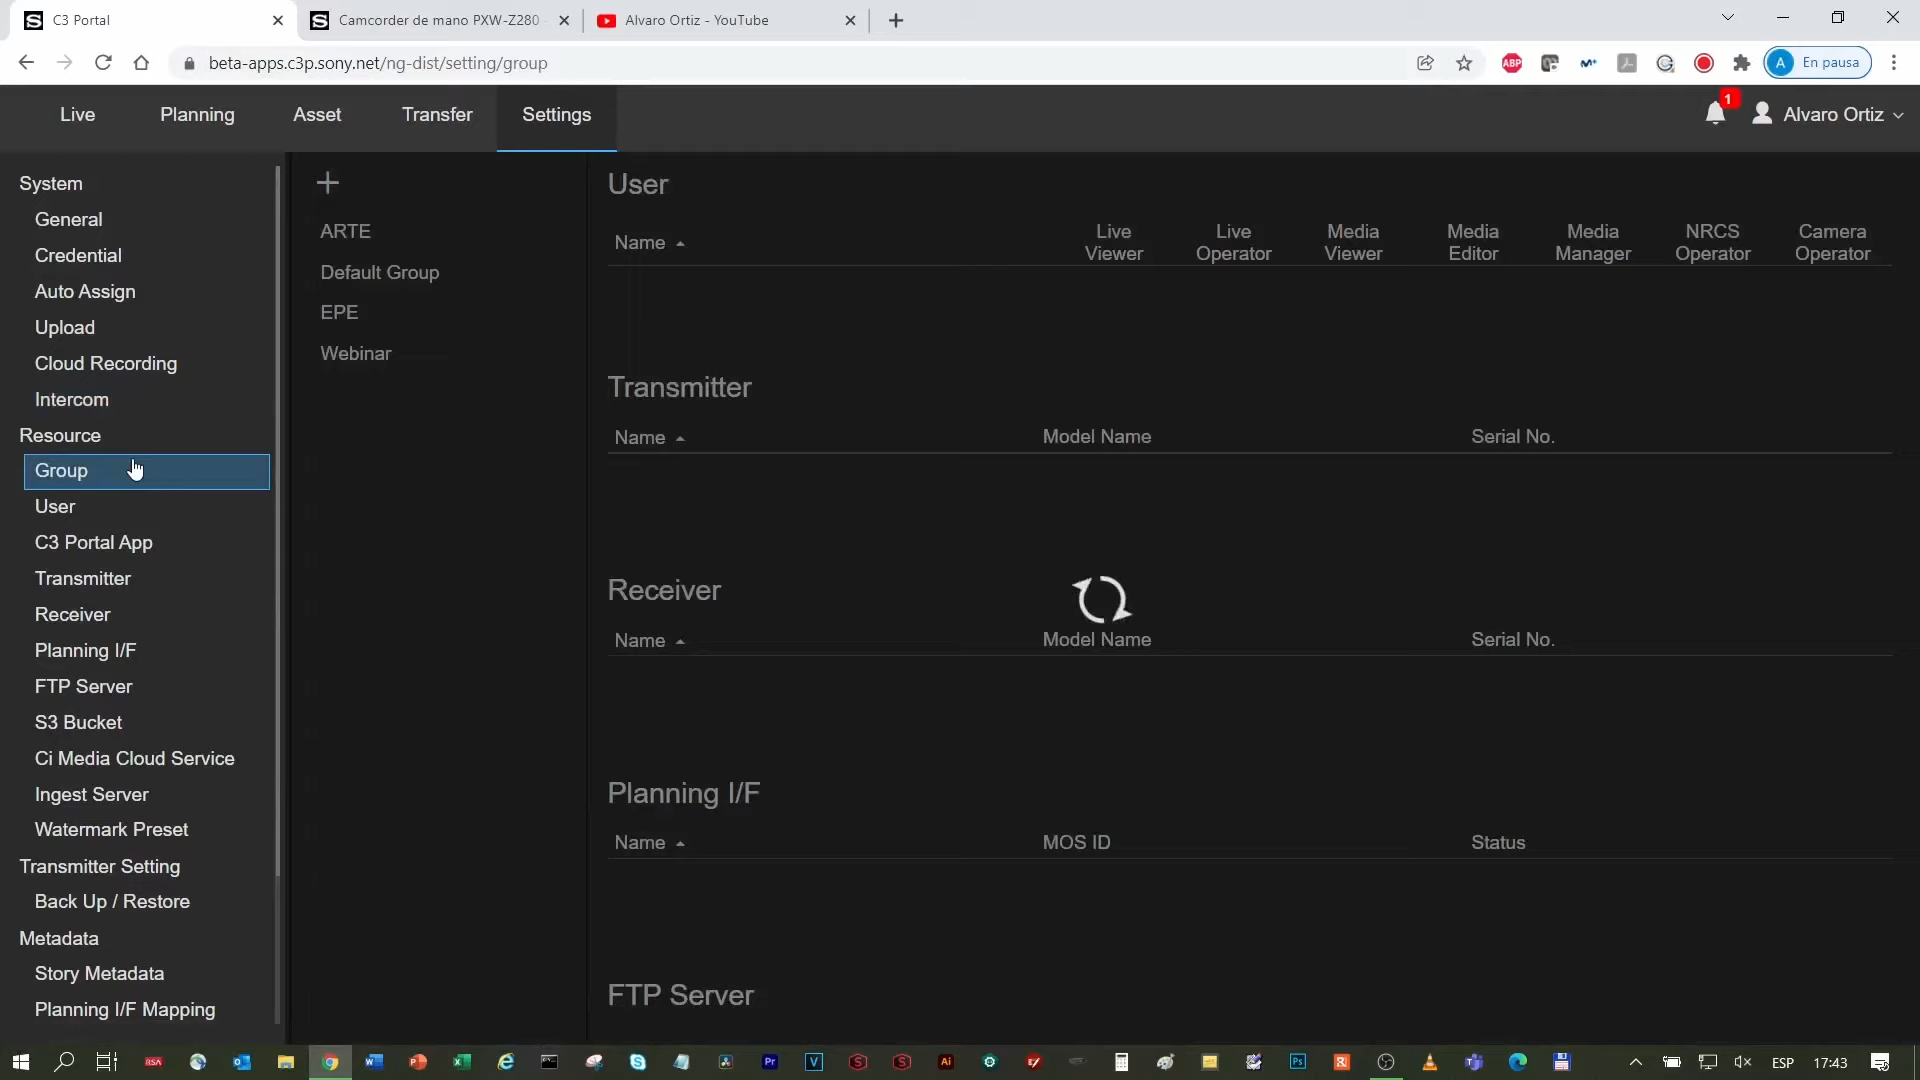 C3 Portal
Camcorder de mano PXW-Z280
Alvaro Ortiz - YouTube
beta-apps.c3p.sony.net/ng-dist/setting/group
ABP
A En pausa
Live Planning Asset Transfer Settings
1
Alvaro Ortiz
System
General
Credential
Auto Assign
Upload
Cloud Recording
Intercom
Resource
Group
User
C3 Portal App
Transmitter
Receiver
Planning I/F
FTP Server
S3 Bucket
Ci Media Cloud Service
Ingest Server
Watermark Preset
Transmitter Setting
Back Up / Restore
Metadata
Story Metadata
Planning I/F Mapping
ARTE
Default Group
EPE
Webinar
User
Name
Live Viewer
Live Operator
Media Viewer
Media Editor
Media Manager
NRCS Operator
Camera Operator
Transmitter
Name Model Name Serial No.
Receiver
Name Model Name Serial No.
Planning I/F
Name MOS ID Status
FTP Server
RSA
Pr
Ai
Ps
ESP
17:43